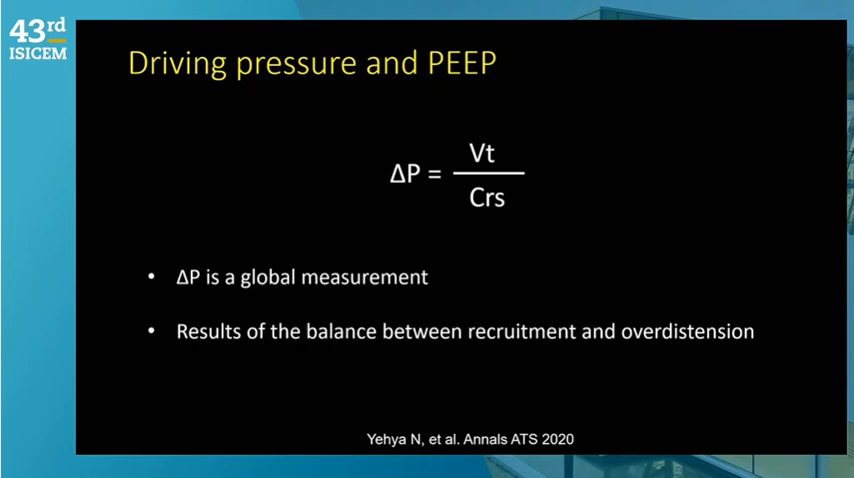 43rd
ISICEM
Driving pressure and PEEP
ΔP = Vt
Crs
• ΔP is a global measurement
• Results of the balance between recruitment and overdistension
Yehya N, et al. Annals ATS 2020